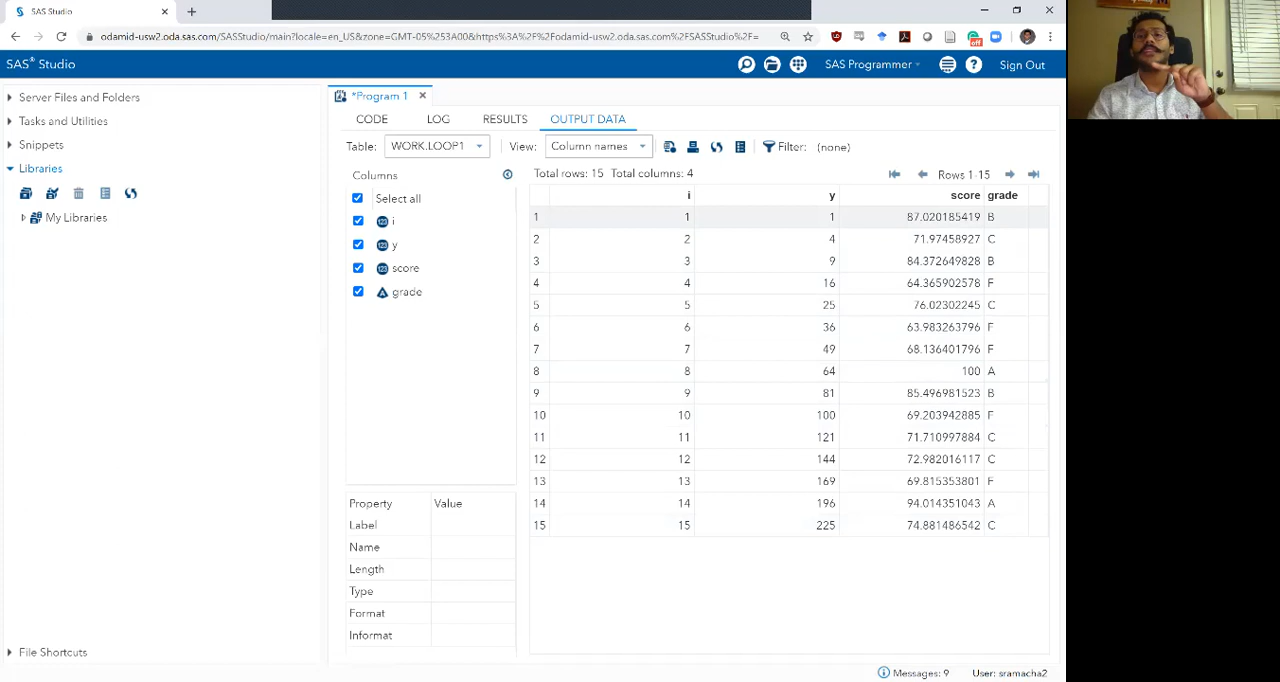 SAS Studio
odamid-usw2.oda.sas.com/SASStudio/main?locale=en_US&zone=GMT-05%253A00&https%3A%2F%2Fodamid-usw2.oda.sas.com%2FSASStudio%2F=
off
SAS® Studio
SAS Programmer
Sign Out
Server Files and Folders
Tasks and Utilities
Snippets
Libraries
My Libraries
File Shortcuts
*Program 1
CODE LOG RESULTS OUTPUT DATA
Table: WORK.LOOP1 View: Column names Filter: (none)
Columns
Select all
i
y
score
grade
Property Value
Label
Name
Length
Type
Format
Informat
Total rows: 15 Total columns: 4 Rows 1-15
i y score grade
1 1 1 87.020185419 B
2 2 4 71.97458927 C
3 3 9 84.372649828 B
4 4 16 64.365902578 F
5 5 25 76.02302245 C
6 6 36 63.983263796 F
7 7 49 68.136401796 F
8 8 64 100 A
9 9 81 85.496981523 B
10 10 100 69.203942885 F
11 11 121 71.710997884 C
12 12 144 72.982016117 C
13 13 169 69.815353801 F
14 14 196 94.014351043 A
15 15 225 74.881486542 C
Messages: 9 User: sramacha2